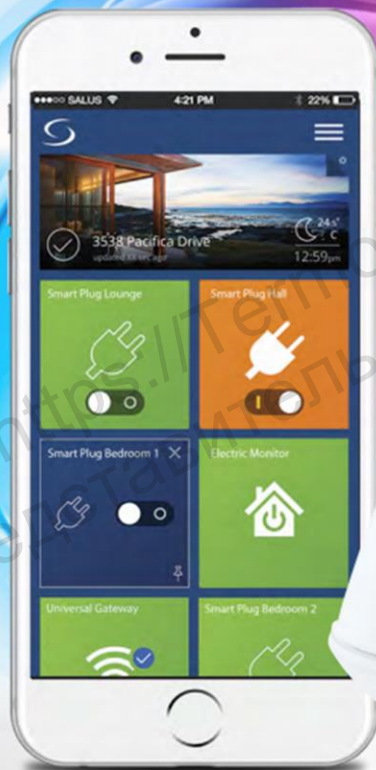 SALUS 4:21 PM 22%
3538 Pacifica Drive
12:59pm
Smart Plug Lounge
Smart Plug Hall
Smart Plug Bedroom 1
Electric Monitor
Universal Gateway
Smart Plug Bedroom 2